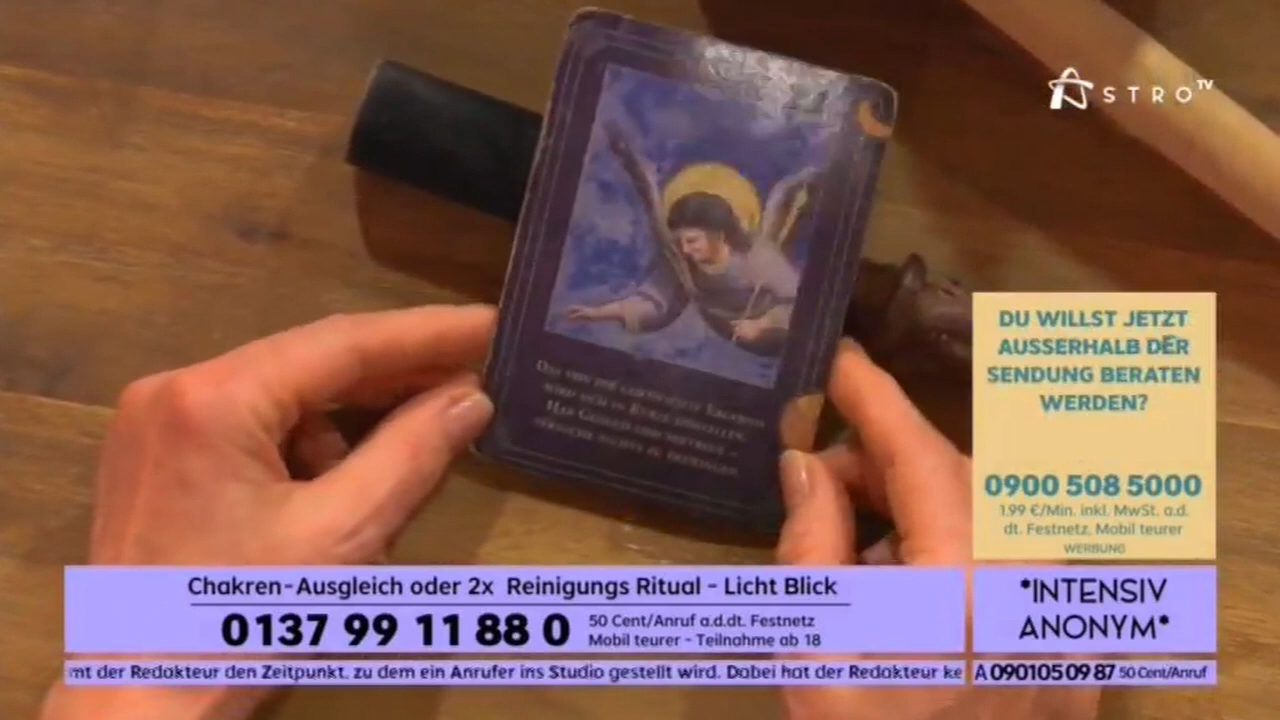 ASTRO TV
DU WILLST JETZT
AUSSERHALB DER
SENDUNG BERATEN
WERDEN?
0900 508 5000
1,99 €/Min. inkl. MwSt. a.d.
dt. Festnetz, Mobil teurer
WERBUNG
Chakren-Ausgleich oder 2x Reinigungs Ritual - Licht Blick
0137 99 11 88 0
50 Cent/Anruf a.d.dt. Festnetz
Mobil teurer - Teilnahme ab 18
*INTENSIV
ANONYM*
mt der Redakteur den Zeitpunkt, zu dem ein Anrufer ins Studio gestellt wird. Dabei hat der Redakteur ke
A 0901050987 50 Cent/Anruf